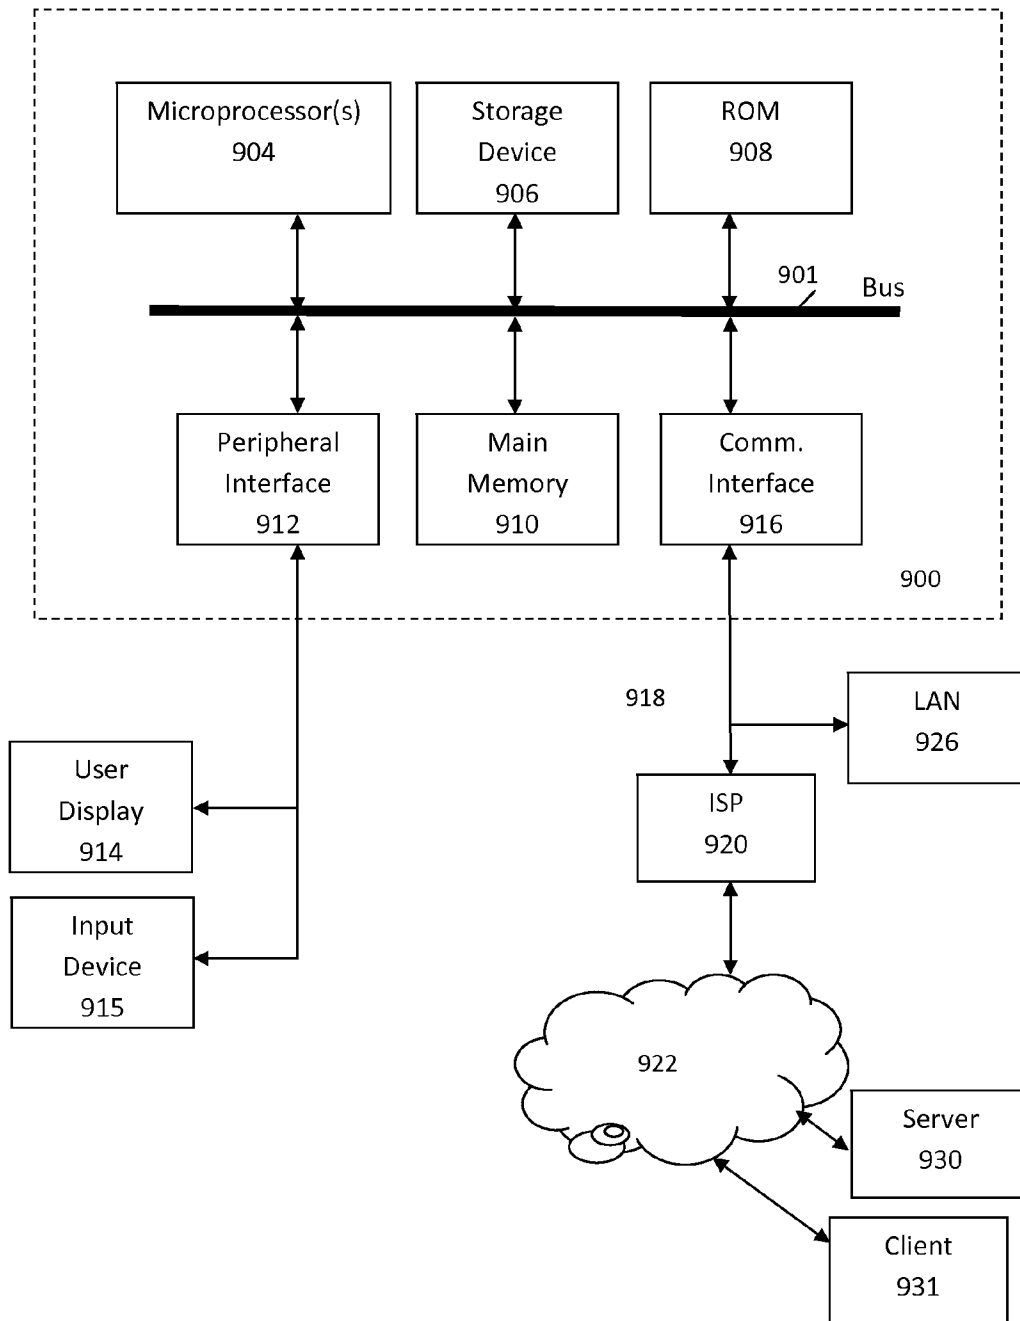 Microprocessor(s)
904
Storage
Device
906
ROM
908
901
Bus
Peripheral
Interface
912
Main
Memory
910
Comm.
Interface
916
900
918
LAN
926
User
Display
914
ISP
920
Input
Device
915
922
Server
930
Client
931